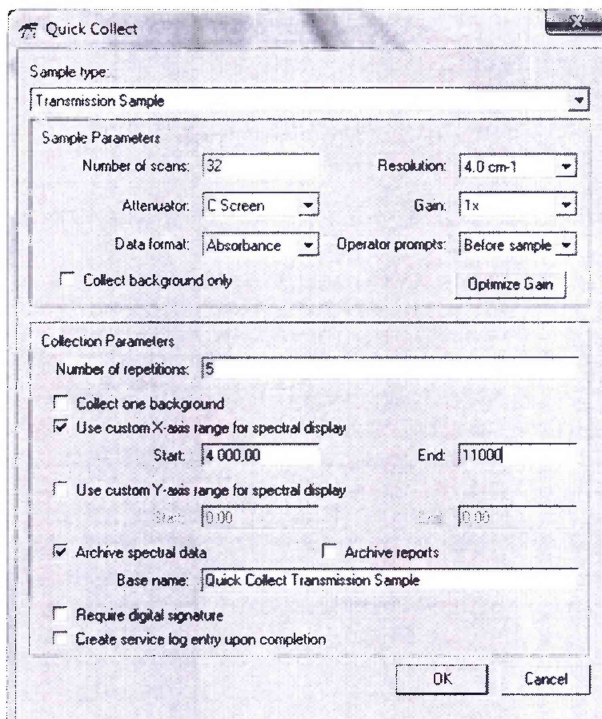 Quick Collect
Sample type:
Transmission Sample
Sample Parameters
Number of scans: 32 Resolution: 4.0 cm-1
Attenuator: C Screen Gain: 1x
Data format: Absorbance Operator prompts: Before sample
Collect background only Optimize Gain
Collection Parameters
Number of repetitions: 5
Collect one background
Use custom X-axis range for spectral display
Start: 4 000,00 End: 11000
Use custom Y-axis range for spectral display
Start: 0.00 End: 0.00
Archive spectral data Archive reports
Base name: Quick Collect Transmission Sample
Require digital signature
Create service log entry upon completion
OK Cancel